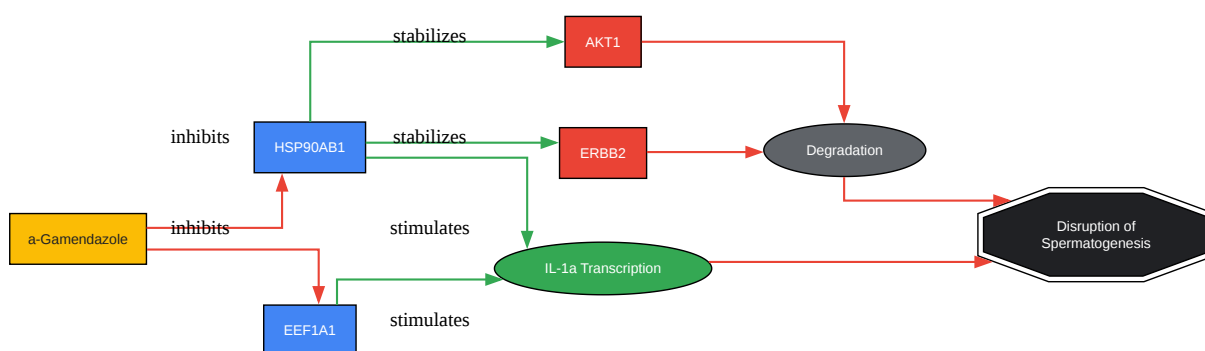 stabilizes
AKT1
inhibits
HSP90AB1
stabilizes
ERBB2
Degradation
a-Gamendazole
inhibits
stimulates
Disruption of
Spermatogenesis
IL-1a Transcription
EEF1A1
stimulates